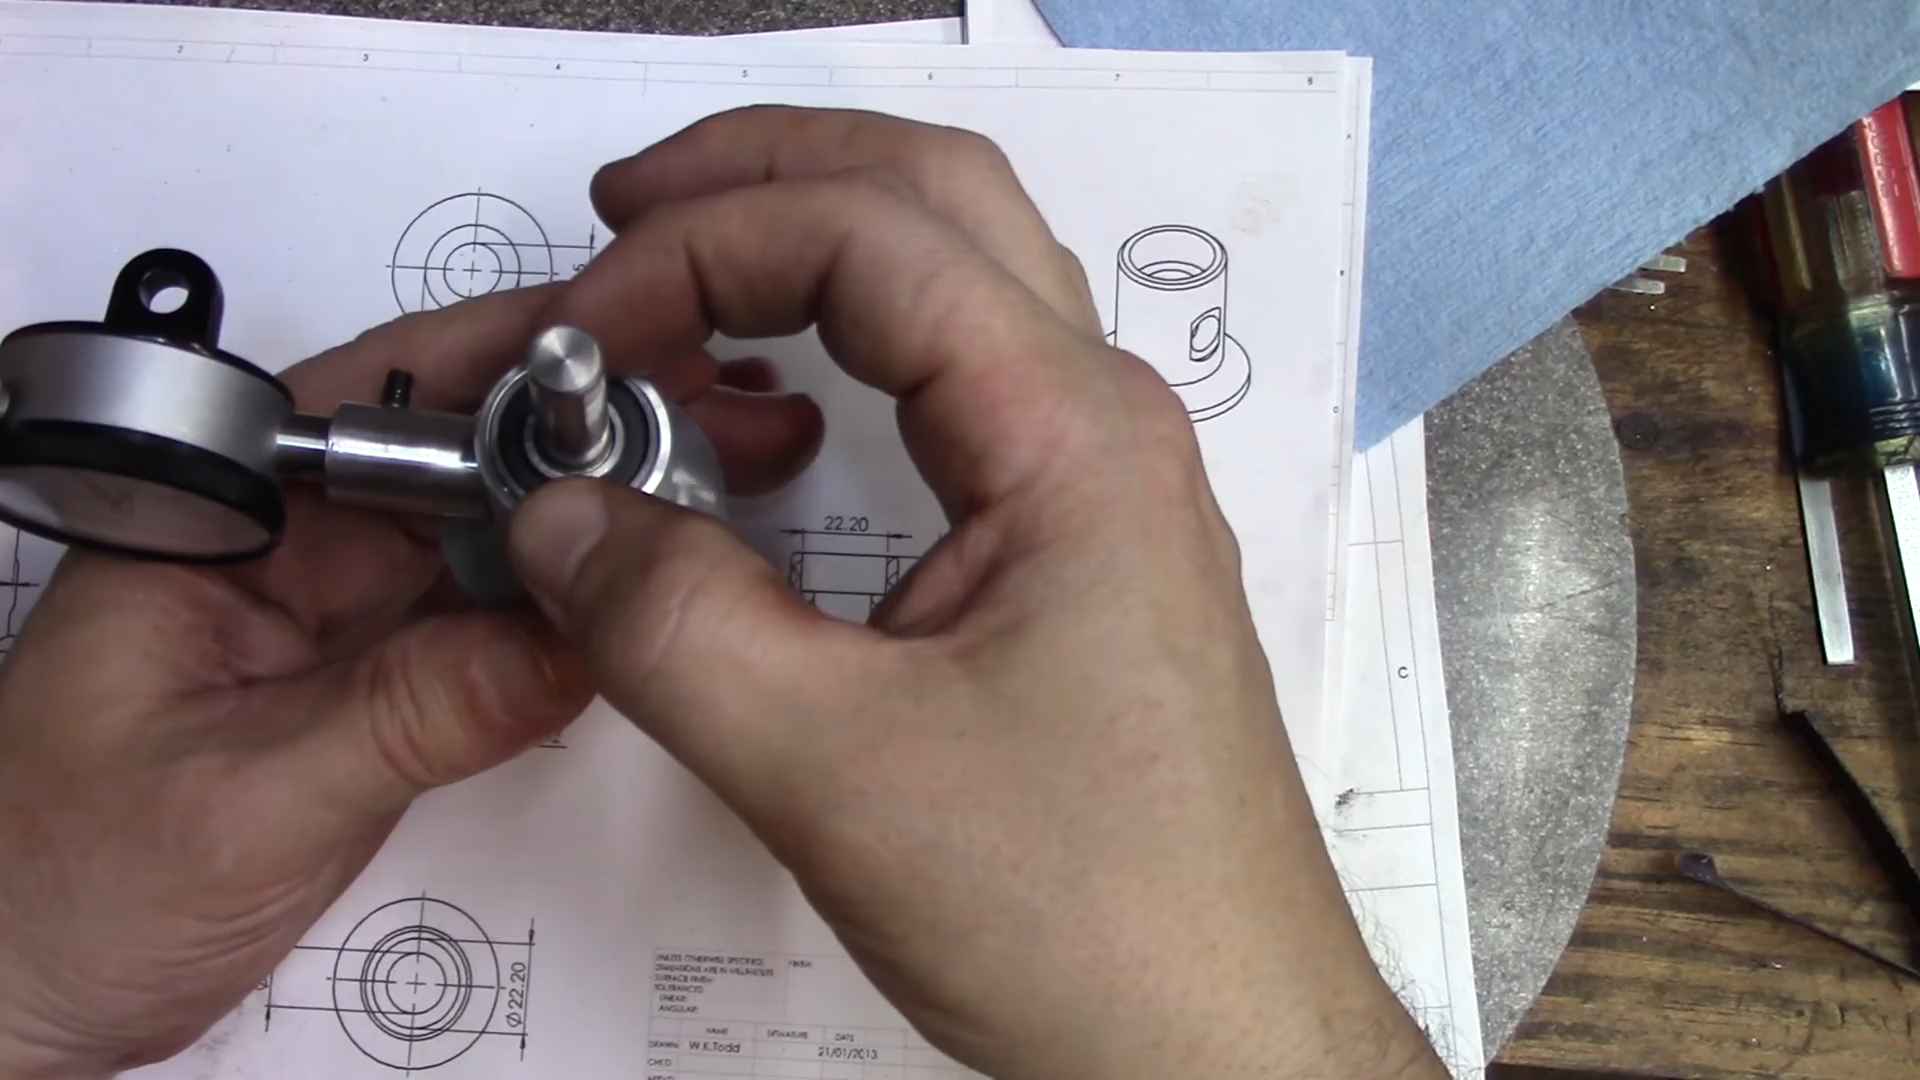 2 3 4 5 6 7 8
A
B
C
22.20
C
Ø22.20
UNLESS OTHERWISE SPECIFIED:
DIMENSIONS ARE IN MILLIMETERS
SURFACE FINISH:
TOLERANCES:
LINEAR:
ANGULAR:
FINISH:
NAME SIGNATURE DATE
DRAWN W.K.Todd 21/01/2013
CHK'D